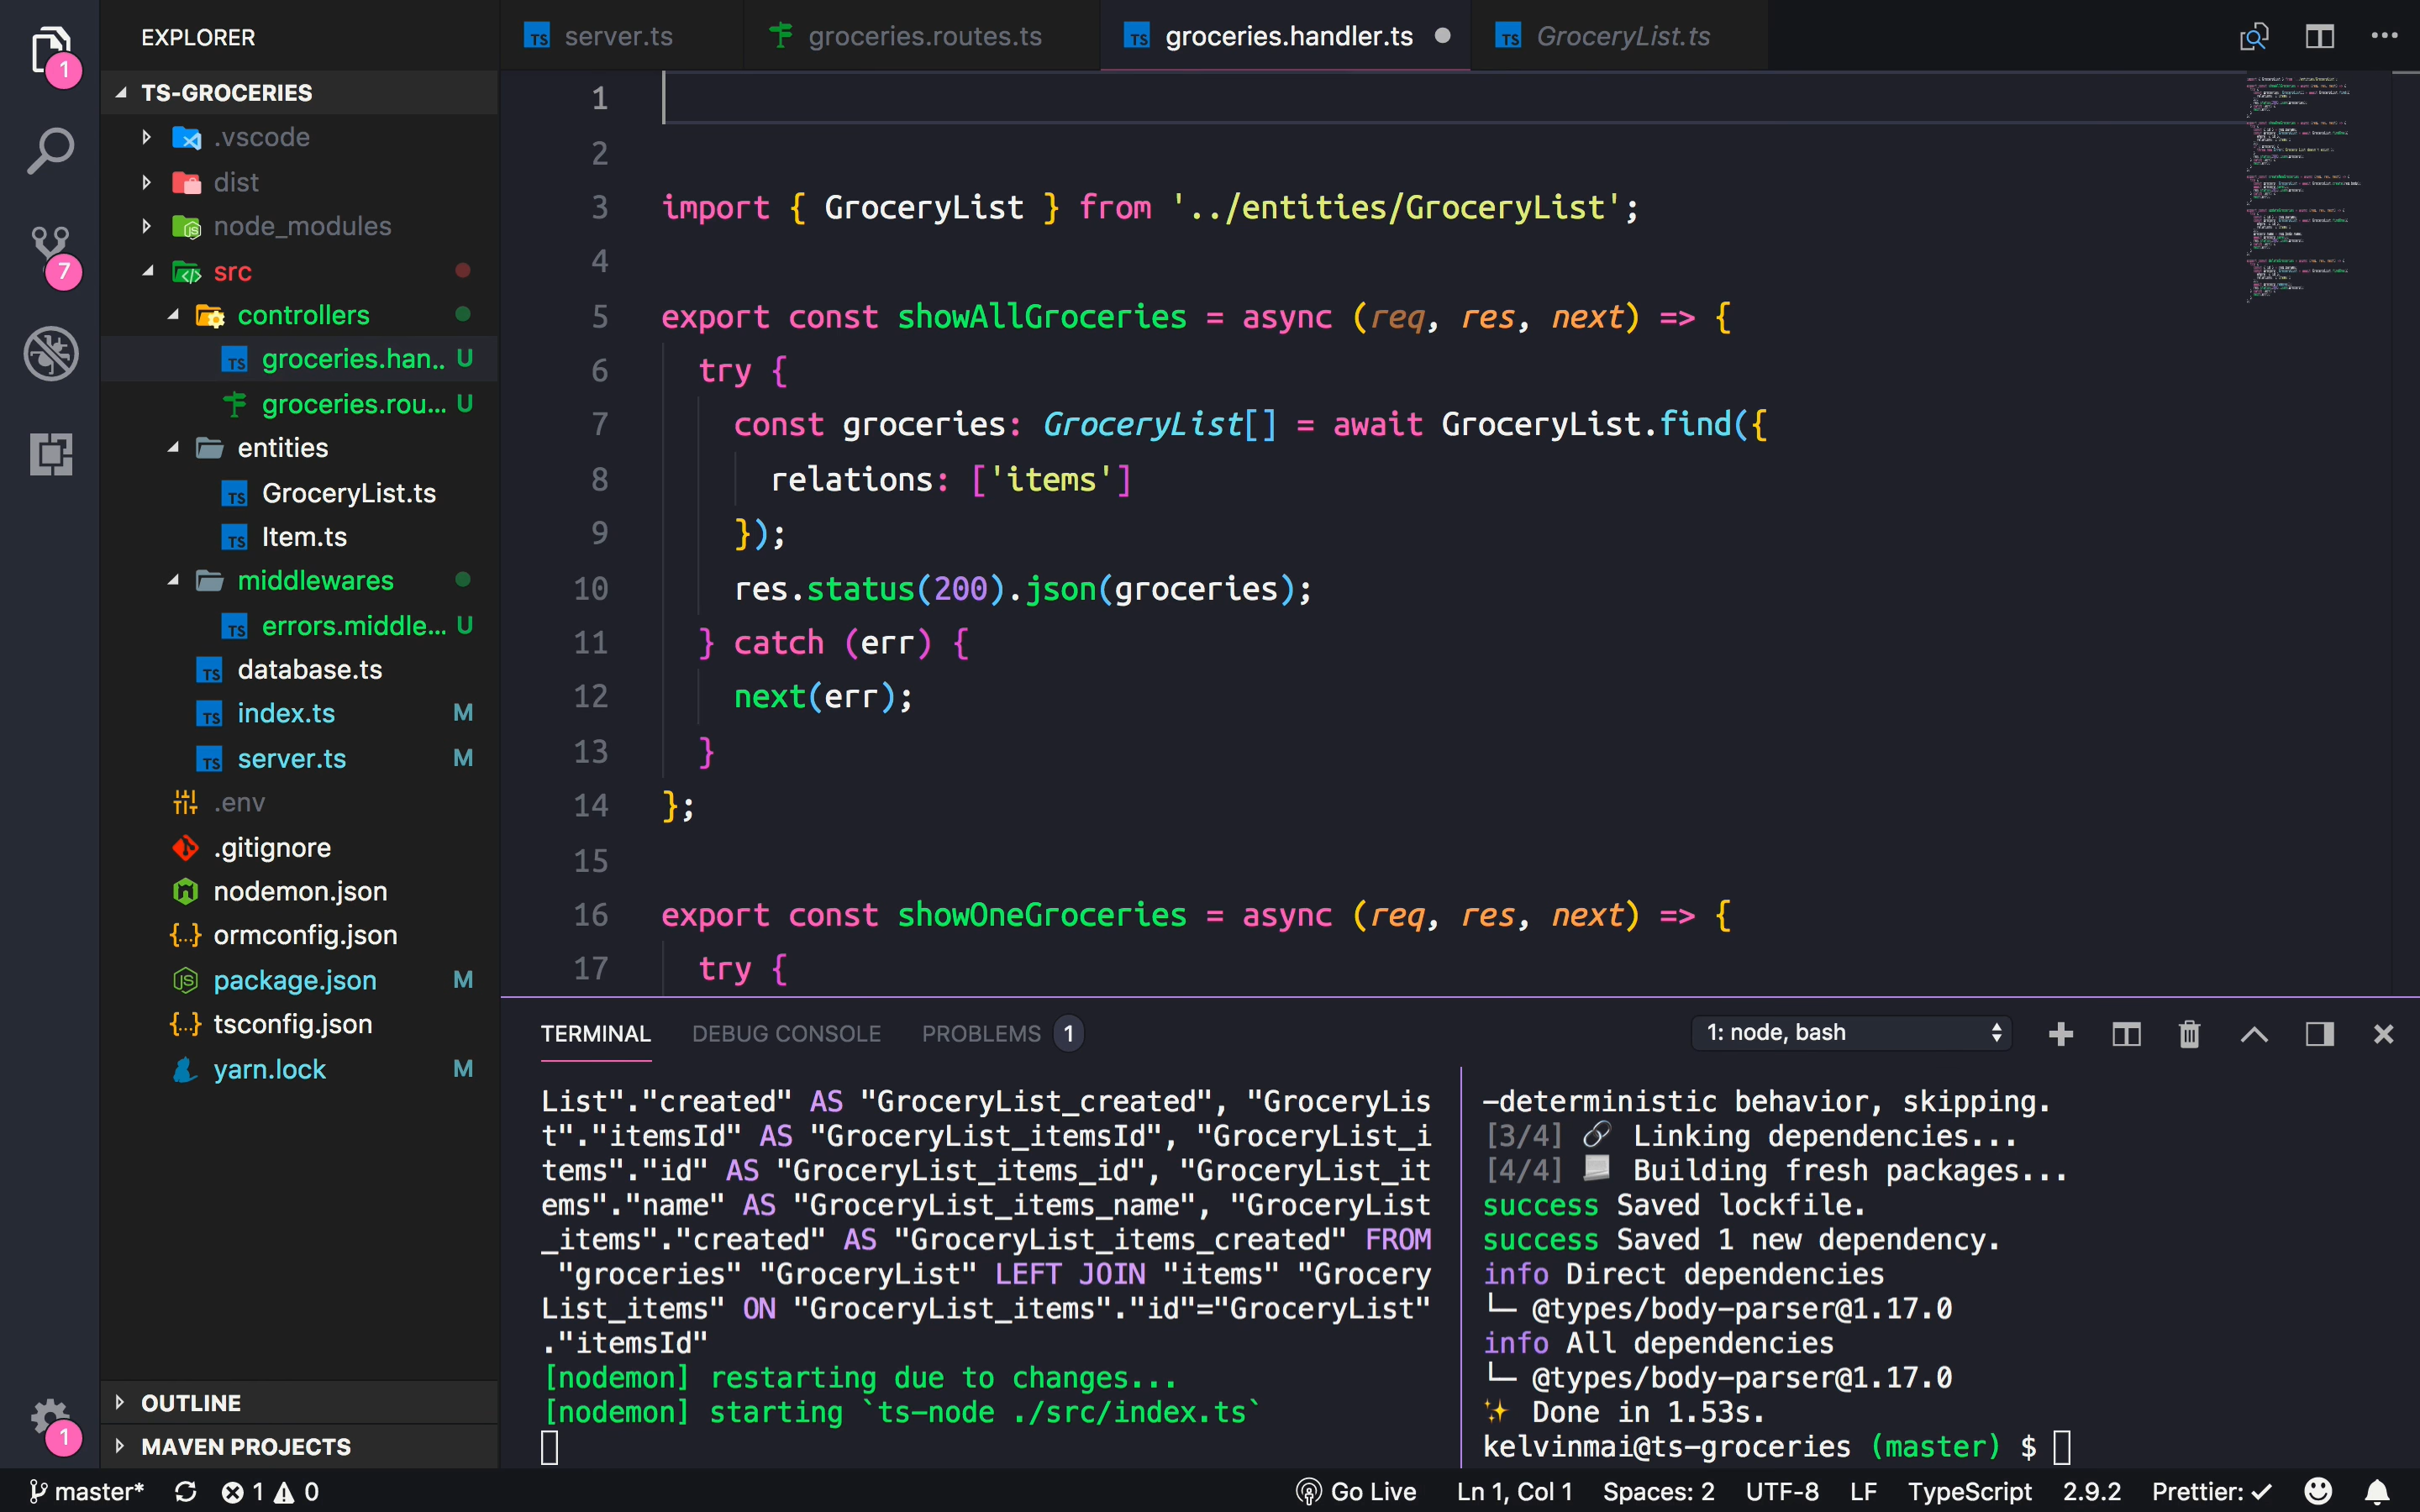 EXPLORER
TS-GROCERIES
.vscode
dist
node_modules
src
controllers
groceries.han.. U
groceries.rou... U
entities
GroceryList.ts
Item.ts
middlewares
errors.middle... U
database.ts
index.ts M
server.ts M
.env
.gitignore
nodemon.json
ormconfig.json
package.json M
tsconfig.json
yarn.lock M
OUTLINE
MAVEN PROJECTS
1
7
1
server.ts
groceries.routes.ts
groceries.handler.ts
GroceryList.ts
1
2
3 import { GroceryList } from '../entities/GroceryList';
4
5 export const showAllGroceries = async (req, res, next) => {
6 try {
7 const groceries: GroceryList[] = await GroceryList.find({
8 relations: ['items']
9 });
10 res.status(200).json(groceries);
11 } catch (err) {
12 next(err);
13 }
14 };
15
16 export const showOneGroceries = async (req, res, next) => {
17 try {
TERMINAL DEBUG CONSOLE PROBLEMS 1
1: node, bash
List"."created" AS "GroceryList_created", "GroceryLis
t"."itemsId" AS "GroceryList_itemsId", "GroceryList_i
tems"."id" AS "GroceryList_items_id", "GroceryList_it
ems"."name" AS "GroceryList_items_name", "GroceryList
_items"."created" AS "GroceryList_items_created" FROM
"groceries" "GroceryList" LEFT JOIN "items" "Grocery
List_items" ON "GroceryList_items"."id"="GroceryList"
."itemsId"
[nodemon] restarting due to changes...
[nodemon] starting `ts-node ./src/index.ts`
-deterministic behavior, skipping.
[3/4] 🔗 Linking dependencies...
[4/4] 📃 Building fresh packages...
success Saved lockfile.
success Saved 1 new dependency.
info Direct dependencies
└─ @types/body-parser@1.17.0
info All dependencies
└─ @types/body-parser@1.17.0
✨ Done in 1.53s.
kelvinmai@ts-groceries (master) $
master* 1 0
Go Live Ln 1, Col 1 Spaces: 2 UTF-8 LF TypeScript 2.9.2 Prettier: ✓